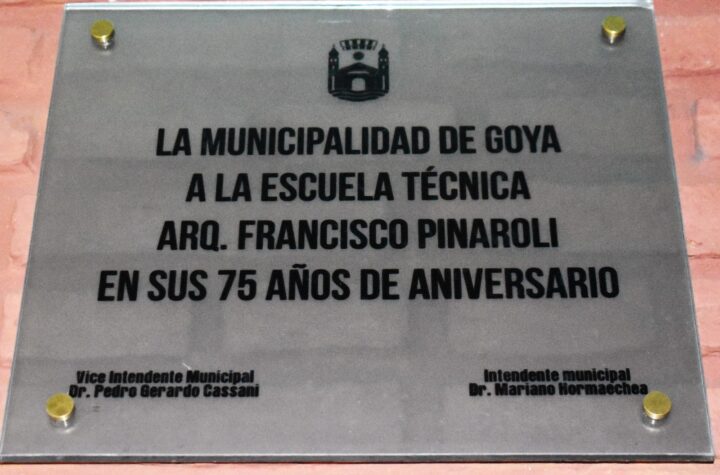 LA MUNICIPALIDAD DE GOYA
A LA ESCUELA TÉCNICA
ARQ. FRANCISCO PINAROLI
EN SUS 75 AÑOS DE ANIVERSARIO
Vice Intendente Municipal
Dr. Pedro Gerardo Cassani
Intendente municipal
Dr. Mariano Hormaechea